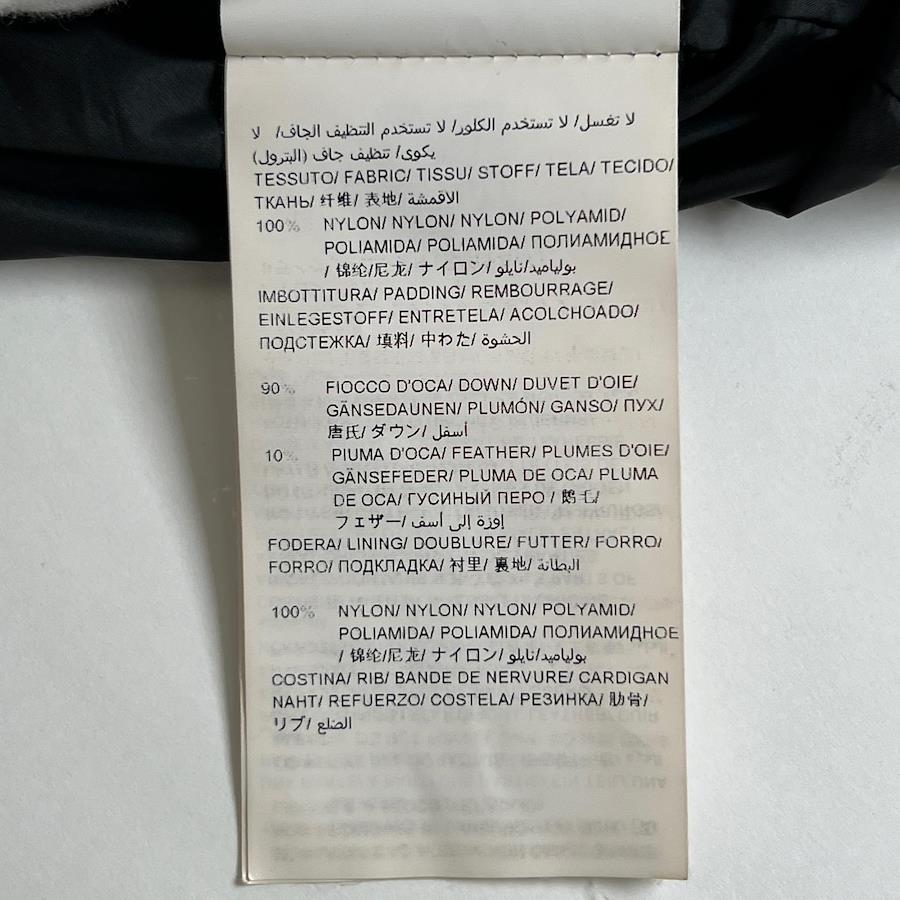 لا تغسل/ لا تستخدم الكلور/ لا تستخدم التنظيف الجاف/ لا
يكوى/ تنظيف جاف (البترول)
TESSUTO/ FABRIC/ TISSU/ STOFF/ TELA/ TECIDO/
ТКАНЬ/ 纤维/ 表地/ الاقمشة
100% NYLON/ NYLON/ NYLON/ POLYAMID/
POLIAMIDA/ POLIAMIDA/ ПОЛИАМИДНОЕ
/ 锦纶/尼龙/ ナイロン/ بولياميد/نايلو
IMBOTTITURA/ PADDING/ REMBOURRAGE/
EINLEGESTOFF/ ENTRETELA/ ACOLCHOADO/
ПОДСТЕЖКА/ 填料/ 中わた/ الحشوة
90% FIOCCO D'OCA/ DOWN/ DUVET D'OIE/
GÄNSEDAUNEN/ PLUMÓN/ GANSO/ ПУХ/
唐氏/ ダウン/ أسفل
10% PIUMA D'OCA/ FEATHER/ PLUMES D'OIE/
GÄNSEFEDER/ PLUMA DE OCA/ PLUMA
DE OCA/ ГУСИНЫЙ ПЕРО / 鹅毛/
フェザー/ إوزة إلى أسف
FODERA/ LINING/ DOUBLURE/ FUTTER/ FORRO/
FORRO/ ПОДКЛАДКА/ 衬里/ 裏地/ البطانة
100% NYLON/ NYLON/ NYLON/ POLYAMID/
POLIAMIDA/ POLIAMIDA/ ПОЛИАМИДНОЕ
/ 锦纶/尼龙/ ナイロン/ بولياميد/نايلو
COSTINA/ RIB/ BANDE DE NERVURE/ CARDIGAN
NAHT/ REFUERZO/ COSTELA/ РЕЗИНКА/ 肋骨/
リブ/ الضلع